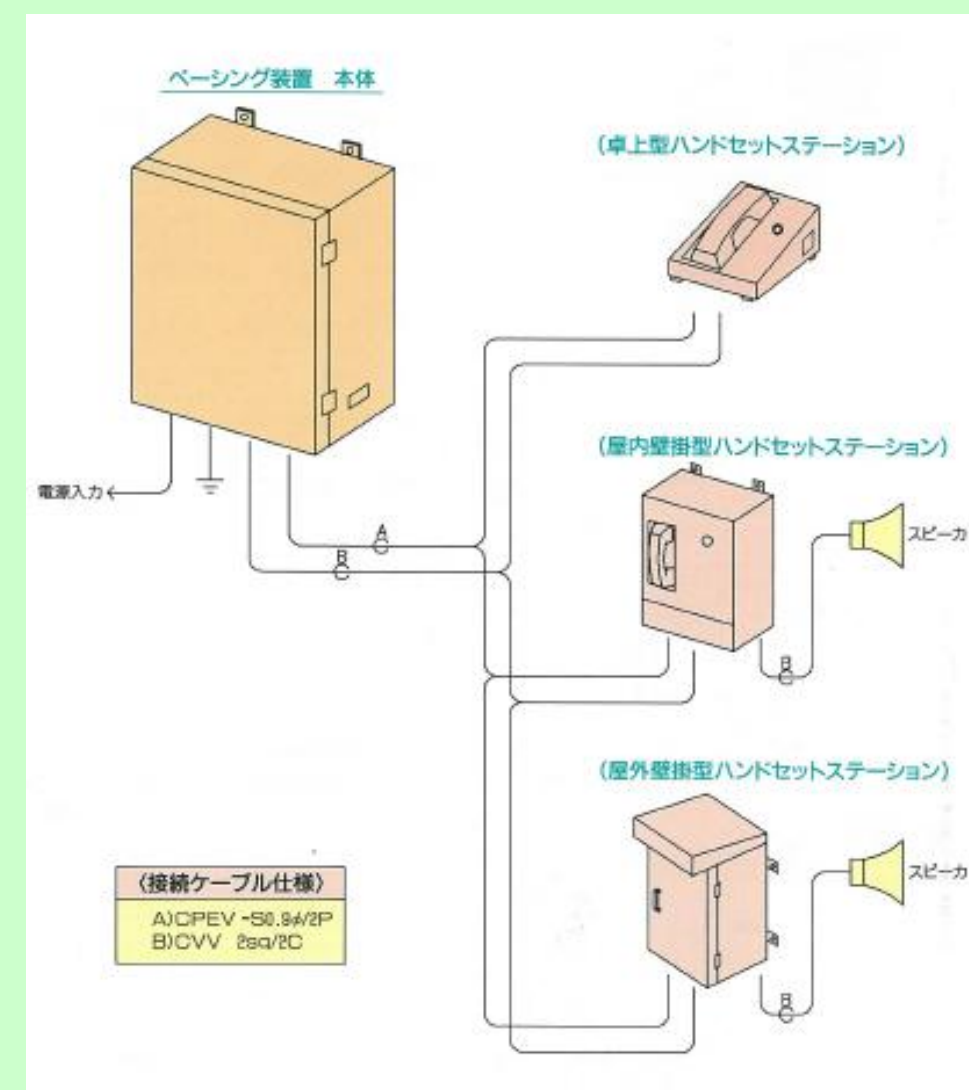 ペーシング装置 本体
(卓上型ハンドセットステーション)
(屋内壁掛型ハンドセットステーション)
電源入力
スピーカ
A
B
B
(屋外壁掛型ハンドセットステーション)
スピーカ
B
〈接続ケーブル仕様〉
A)CPEV-S0.9φ/2P
B)CVV 2sq/2C